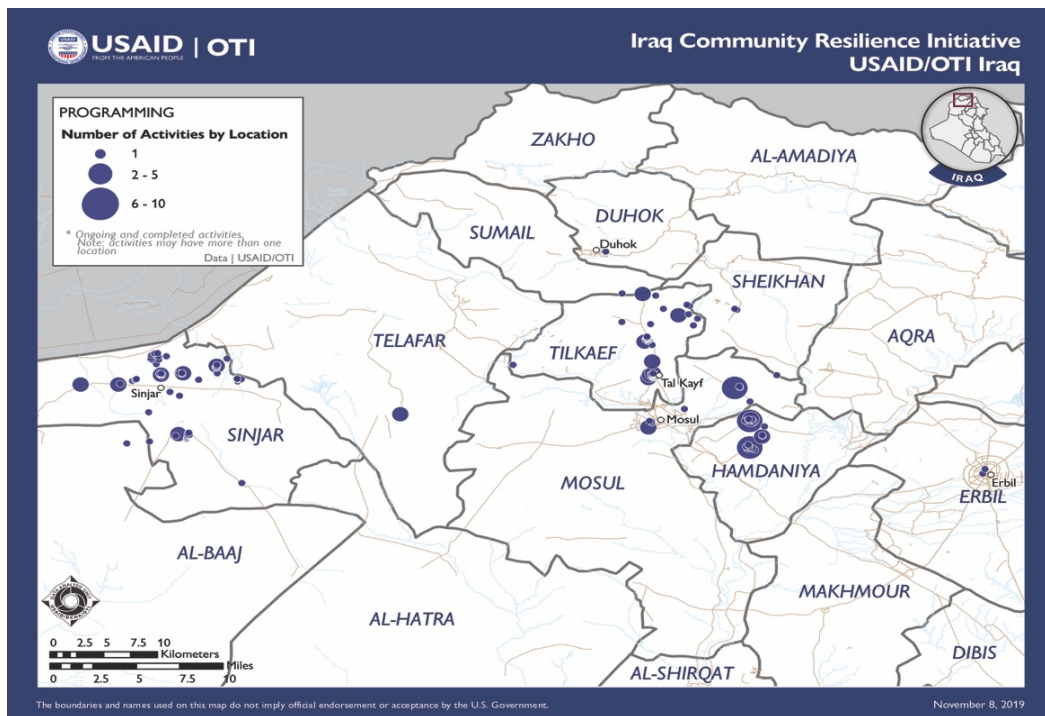 USAID | OTI
FROM THE AMERICAN PEOPLE
Iraq Community Resilience Initiative
USAID/OTI Iraq
PROGRAMMING
Number of Activities by Location
1
2 - 5
6 - 10
* Ongoing and completed activities,
Note: activities may have more than one
location
Data | USAID/OTI
IRAQ
ZAKHO
AL-AMADIYA
DUHOK
SUMAIL
Duhok
SHEIKHAN
TELAFAR
TILKAEF
AQRA
Tal Kayf
Sinjar
Mosul
SINJAR
HAMDANIYA
MOSUL
Erbil
ERBIL
AL-BAAJ
MAKHMOUR
AL-HATRA
DIBIS
AL-SHIRQAT
0 2.5 5 7.5 10
Kilometers
Miles
0 2.5 5 7.5 10
The boundaries and names used on this map do not imply official endorsement or acceptance by the U.S. Government.
November 8, 2019